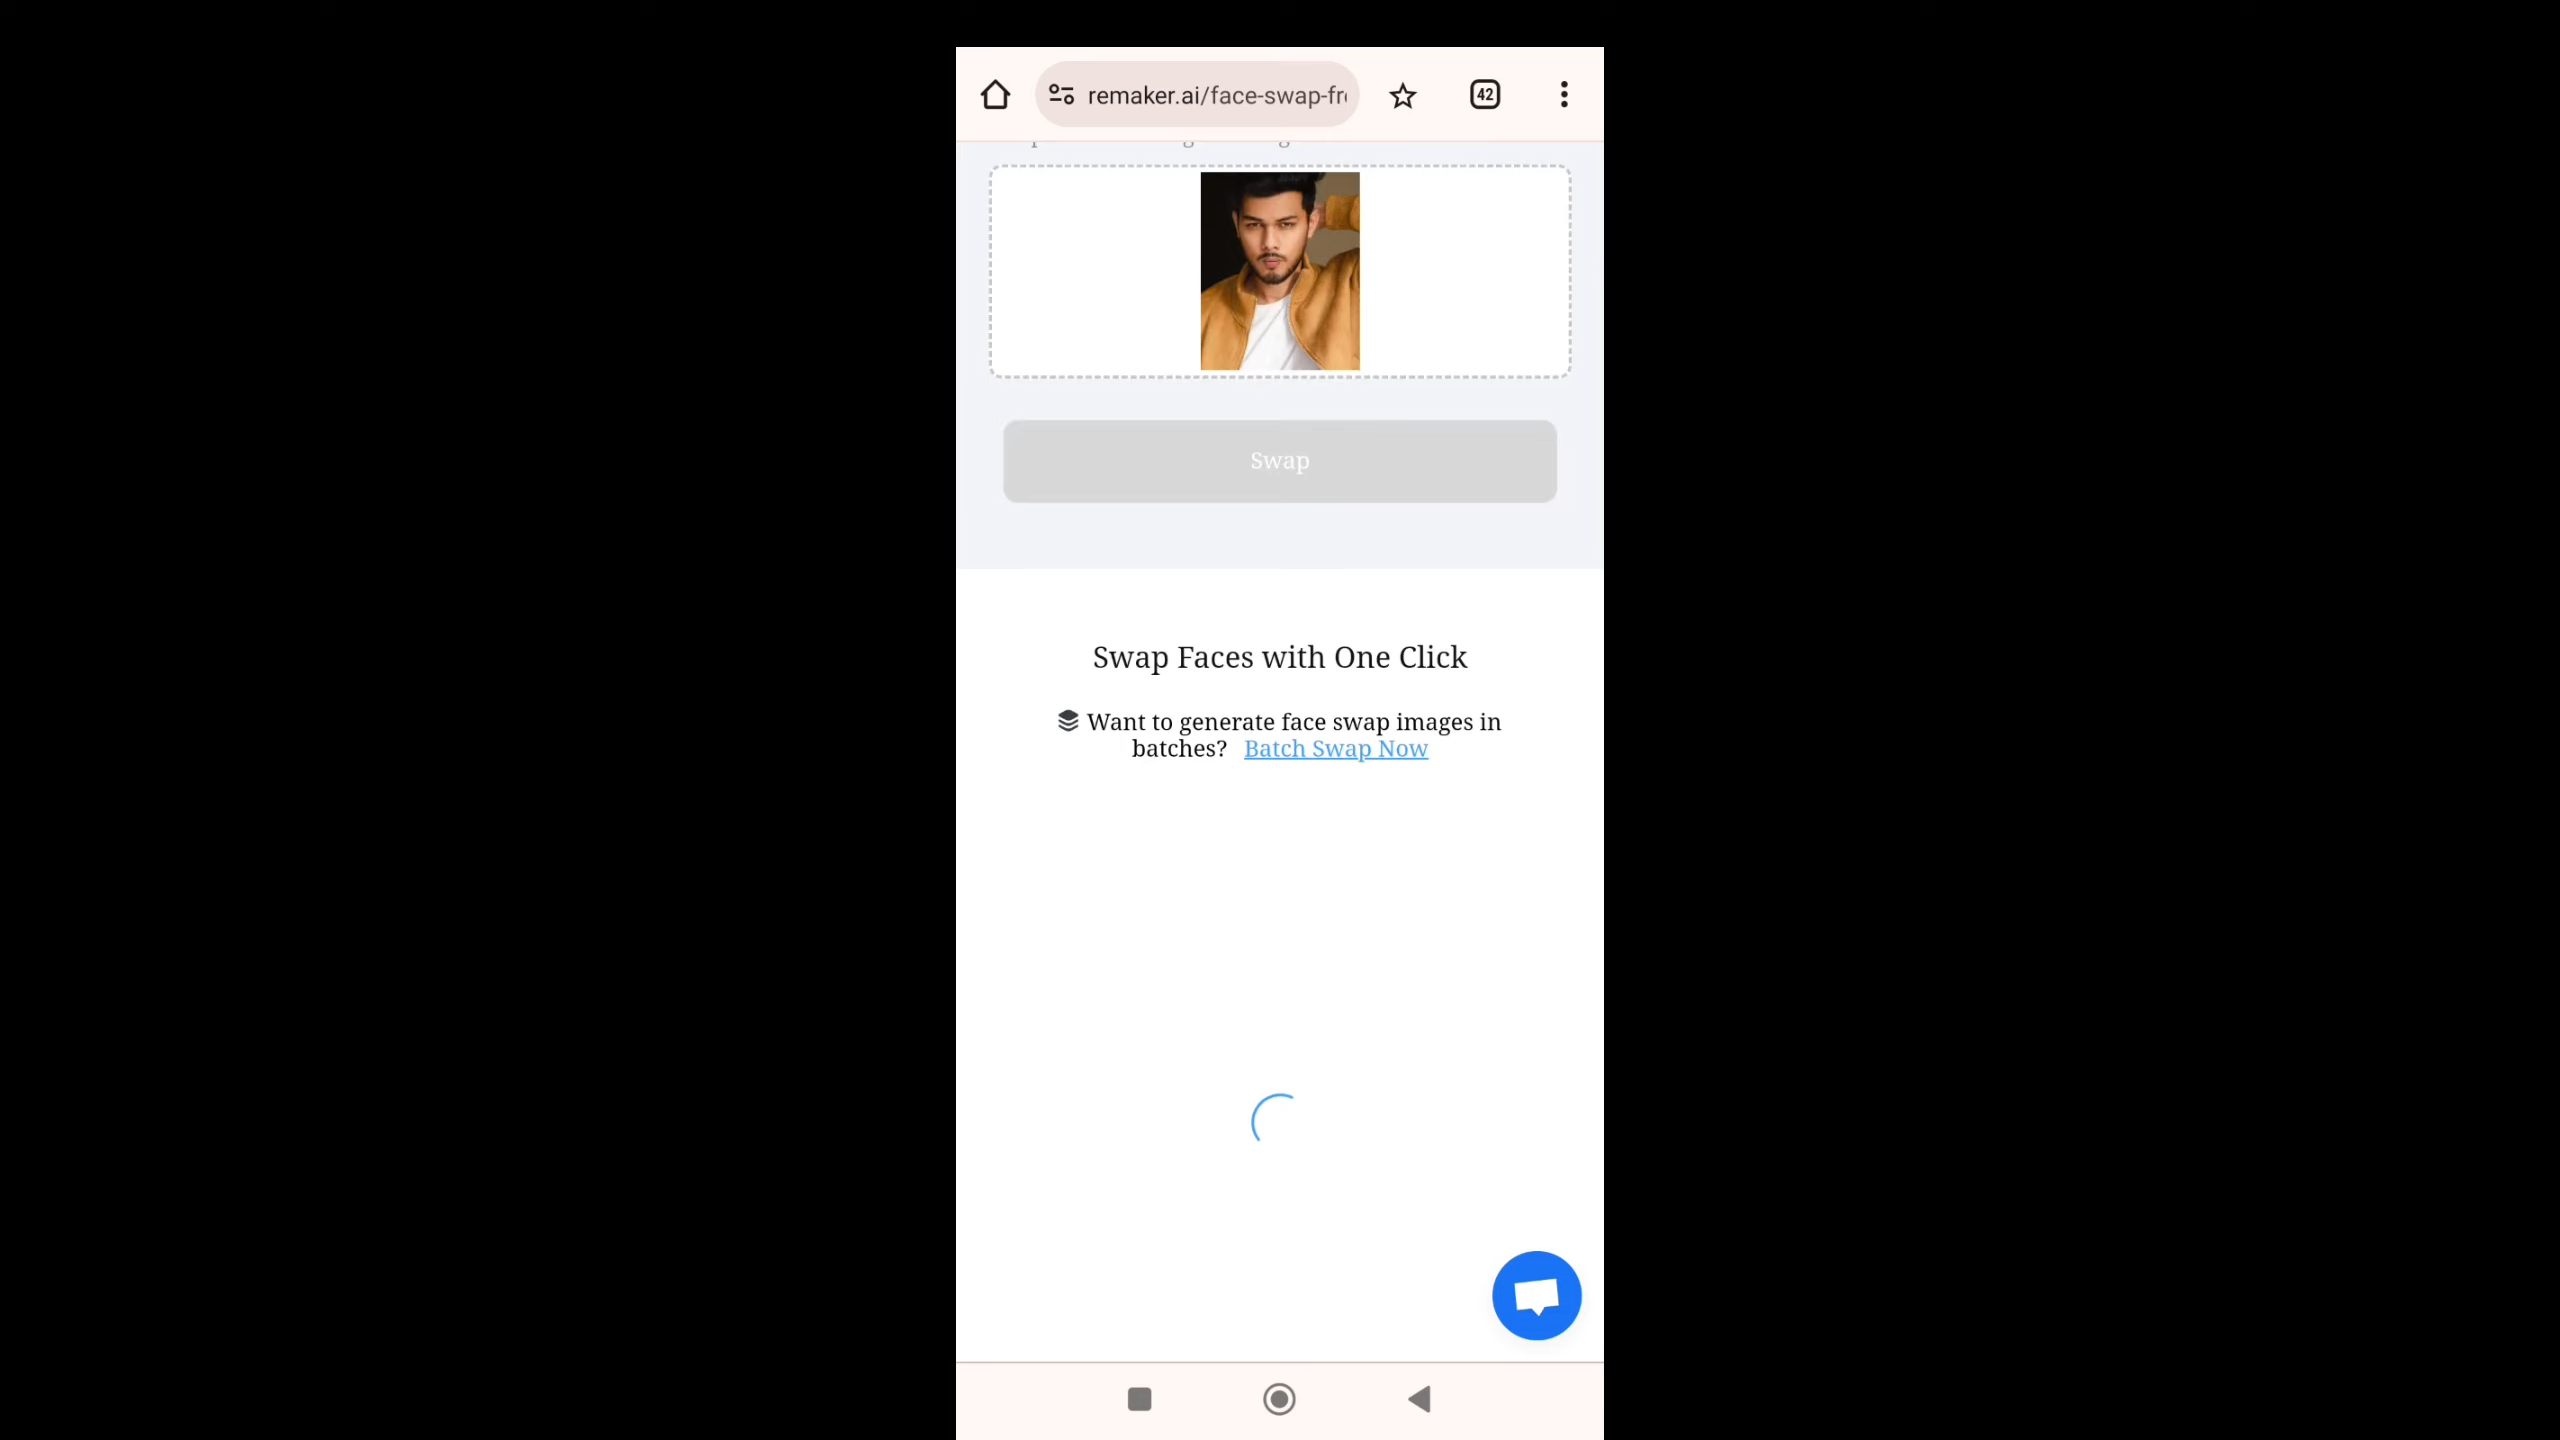 remaker.ai/face-swap-fr
42
Swap
Swap Faces with One Click
Want to generate face swap images in
batches? Batch Swap Now